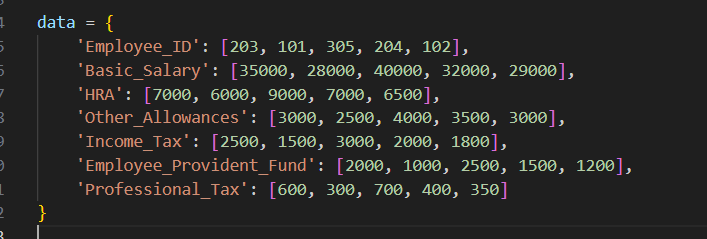 data = {
'Employee_ID': [203, 101, 305, 204, 102],
'Basic_Salary': [35000, 28000, 40000, 32000, 29000],
'HRA': [7000, 6000, 9000, 7000, 6500],
'Other_Allowances': [3000, 2500, 4000, 3500, 3000],
'Income_Tax': [2500, 1500, 3000, 2000, 1800],
'Employee_Provident_Fund': [2000, 1000, 2500, 1500, 1200],
'Professional_Tax': [600, 300, 700, 400, 350]
}